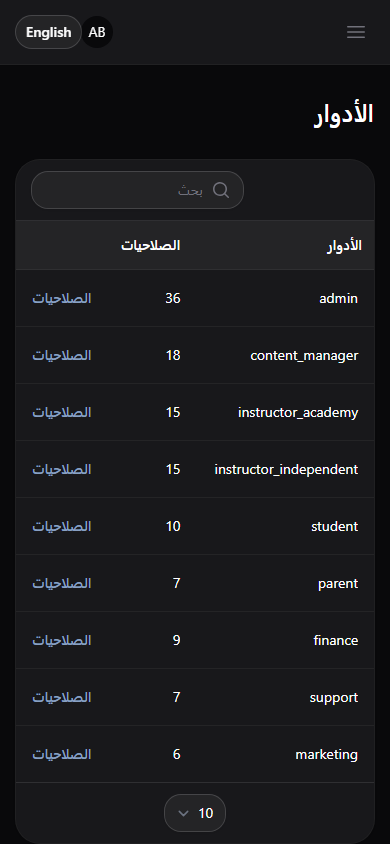 English AB
الأدوار
بحث
الأدوار الصلاحيات
admin 36 الصلاحيات
content_manager 18 الصلاحيات
instructor_academy 15 الصلاحيات
instructor_independent 15 الصلاحيات
student 10 الصلاحيات
parent 7 الصلاحيات
finance 9 الصلاحيات
support 7 الصلاحيات
marketing 6 الصلاحيات
10